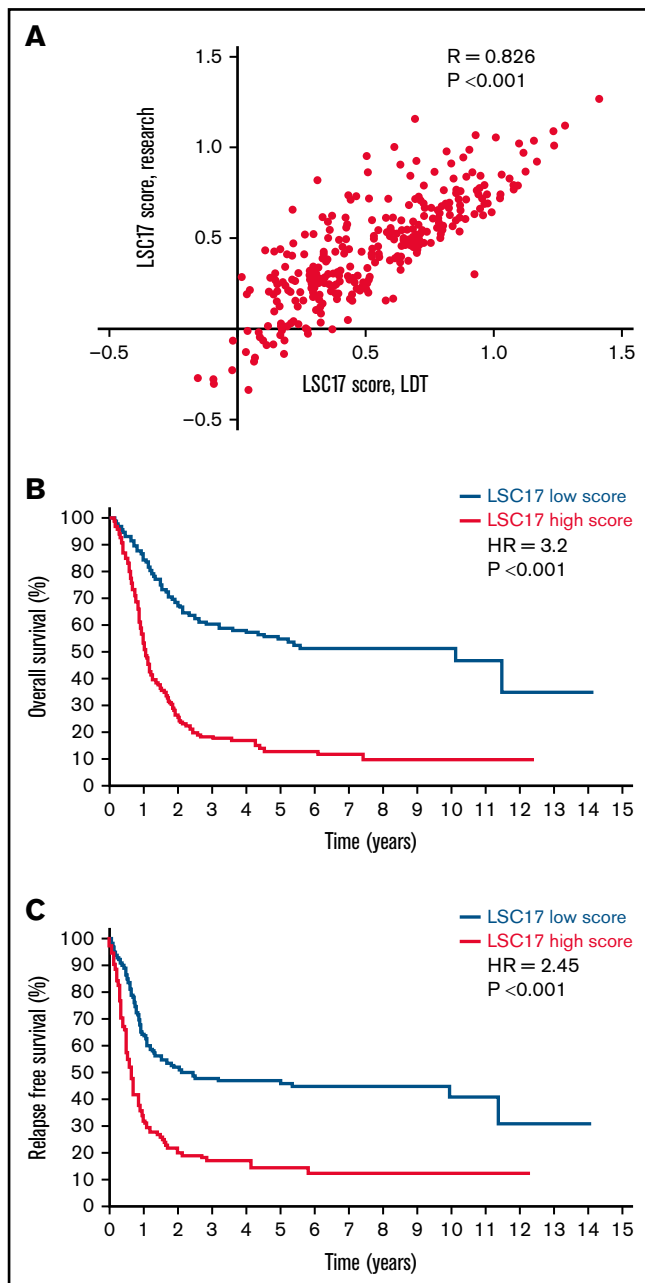 A
R = 0.826
P <0.001
LSC17 score, research
1.5
1.0
0.5
−0.5
−0.5
0.5
1.0
1.5
LSC17 score, LDT
B
LSC17 low score
LSC17 high score
HR = 3.2
P <0.001
Overall survival (%)
100
90
80
70
60
50
40
30
20
10
0
0 1 2 3 4 5 6 7 8 9 10 11 12 13 14 15
Time (years)
C
LSC17 low score
LSC17 high score
HR = 2.45
P <0.001
Relapse free survival (%)
100
90
80
70
60
50
40
30
20
10
0
0 1 2 3 4 5 6 7 8 9 10 11 12 13 14 15
Time (years)